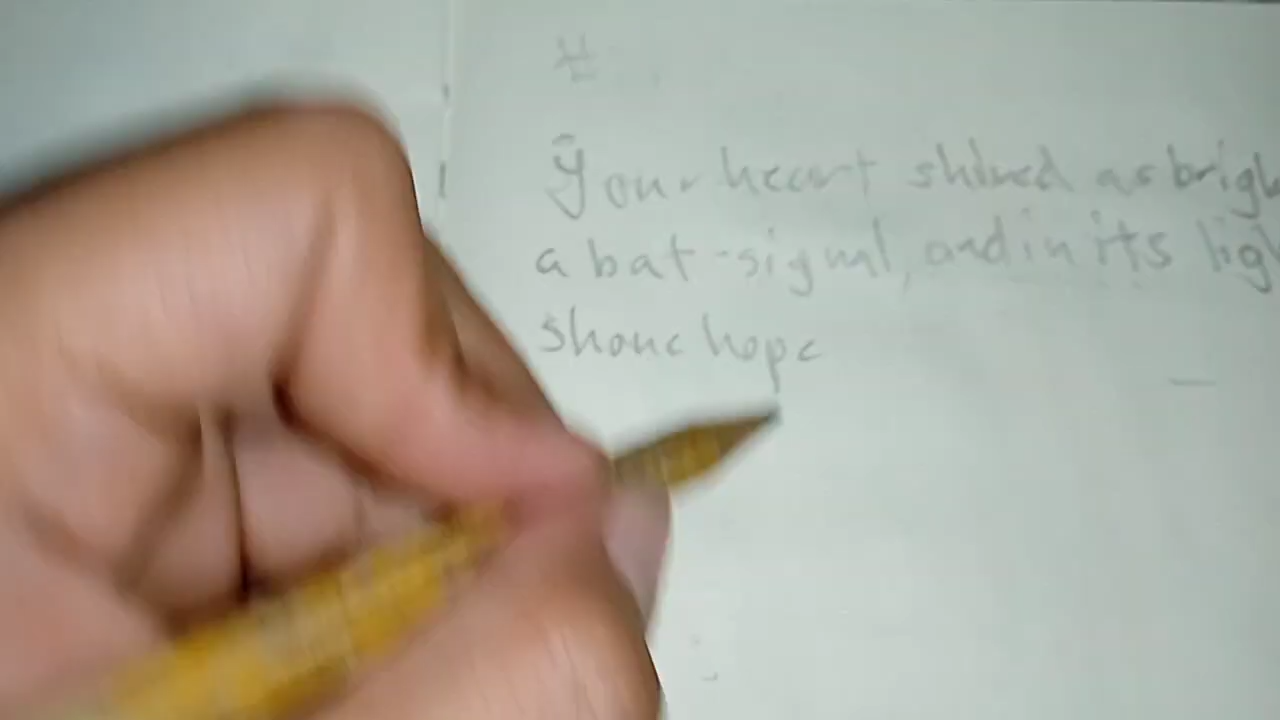 Your heart shined as brigh
a bat-signal, and in its ligh
shone hope